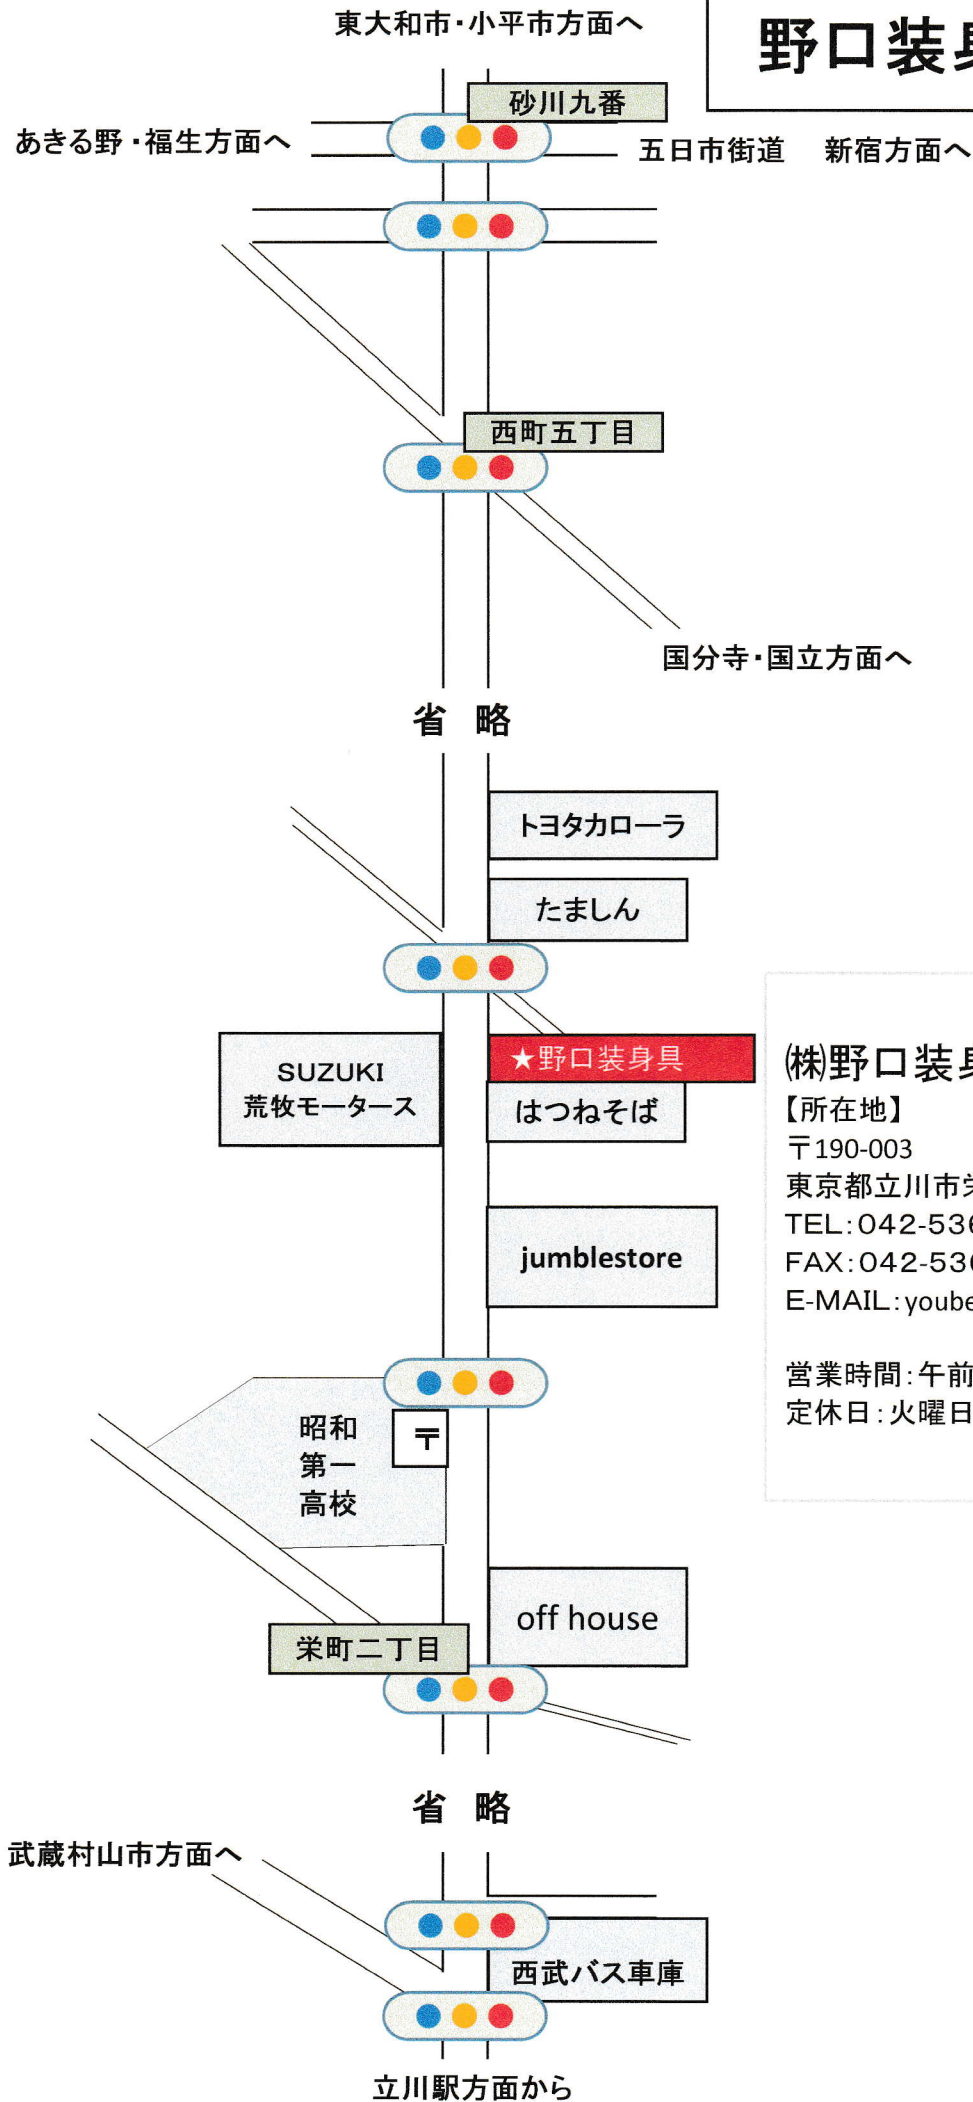 東大和市・小平市方面へ
野口装身
砂川九番
あきる野・福生方面へ
五日市街道 新宿方面へ
西町五丁目
国分寺・国立方面へ
省 略
トヨタカローラ
たましん
★野口装身具
SUZUKI
荒牧モータース
はつねそば
jumblestore
㈱野口装身
【所在地】
〒190-003
東京都立川市栄
TEL:042-536
FAX:042-536
E-MAIL:yoube
営業時間:午前
定休日:火曜日
〒
昭和
第一
高校
off house
栄町二丁目
省 略
武蔵村山市方面へ
西武バス車庫
立川駅方面から